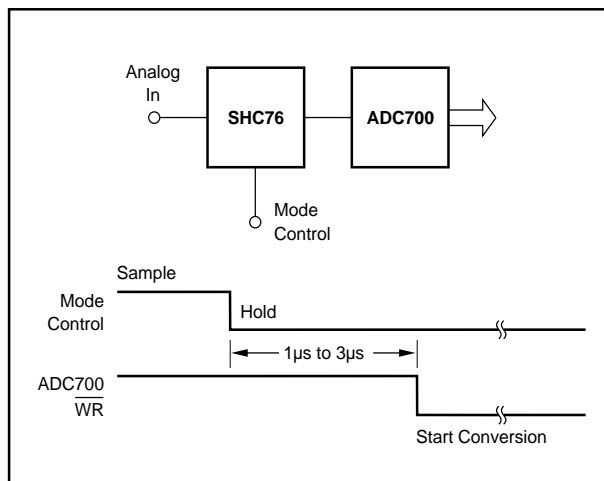 Analog
In
SHC76
ADC700
Mode
Control
Sample
Mode
Control
Hold
1µs to 3µs
ADC700
WR
Start Conversion